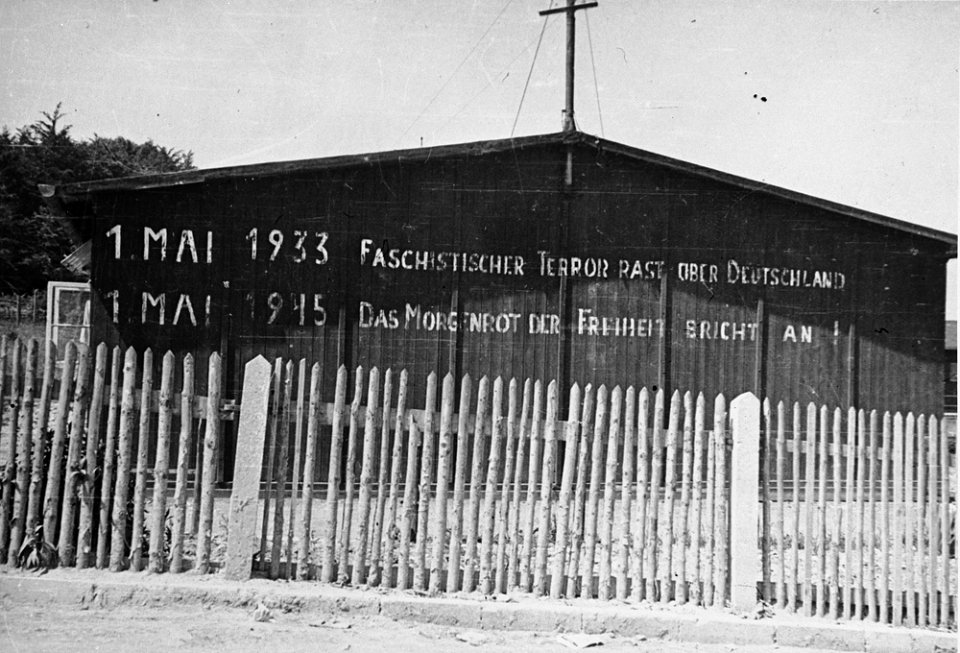 1. MAI 1933 FASCHISTISCHER TERROR RAST ÜBER DEUTSCHLAND
1. MAI 1945 DAS MORGENROT DER FREIHEIT BRICHT AN !